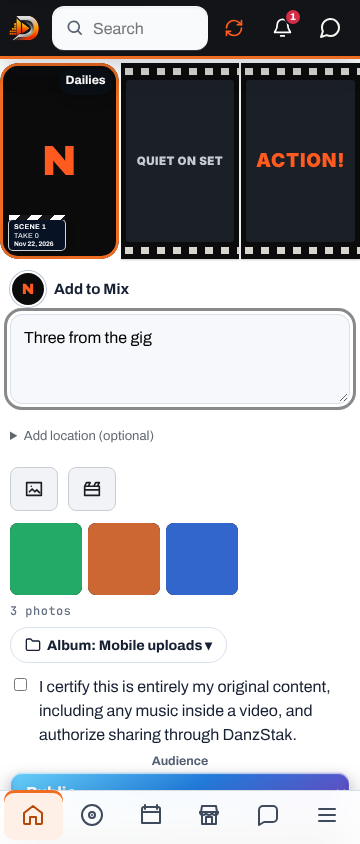 Search
1
Dailies
N
SCENE 1
TAKE 0
Nov 22, 2026
QUIET ON SET
ACTION!
N
Add to Mix
Three from the gig
Add location (optional)
3 photos
Album: Mobile uploads
I certify this is entirely my original content,
including any music inside a video, and
authorize sharing through DanzStak.
Audience
Public